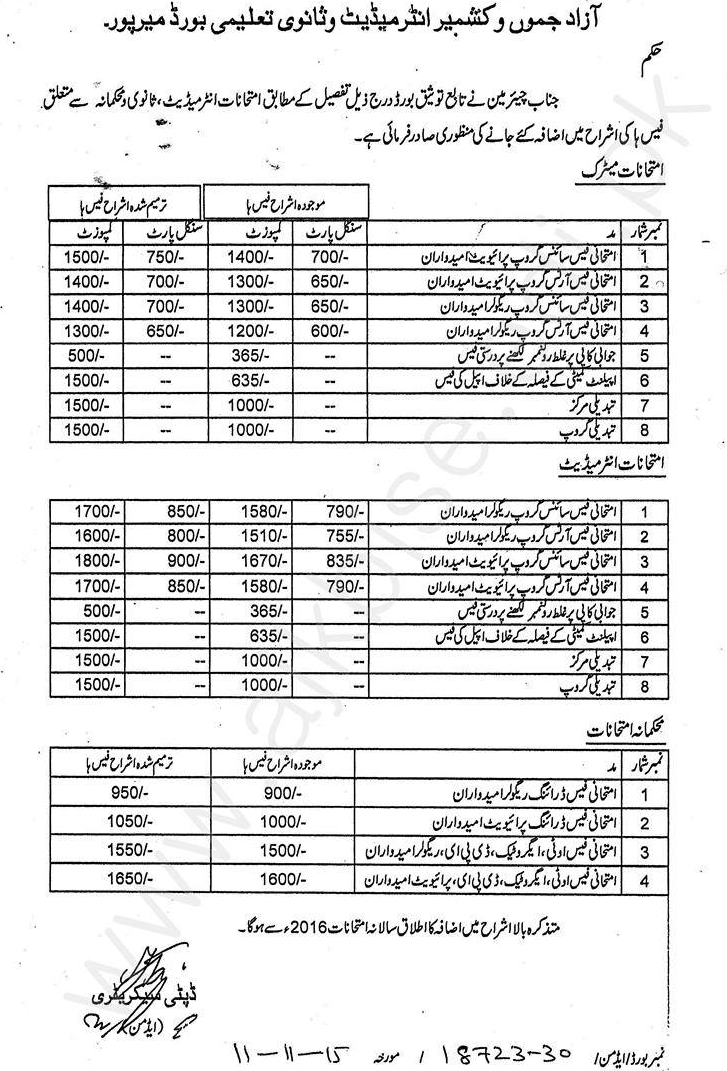 آزاد جموں و کشمیر انٹرمیڈیٹ و ثانوی تعلیمی بورڈ میرپور۔
حکم
جناب چیئرمین نے تابع توثیق بورڈ درج ذیل تفصیل کے مطابق امتحانات انٹرمیڈیٹ، ثانوی و محکمانہ سے متعلق
فیس ہا کی اشراح میں اضافہ کئے جانے کی منظوری صادر فرمائی ہے۔
امتحانات میٹرک
موجودہ اشراح فیس ہا ترمیم شدہ اشراح فیس ہا
نمبر شمار مد سنگل پارٹ کمپوزٹ سنگل پارٹ کمپوزٹ
1 امتحانی فیس سائنس گروپ پرائیویٹ امیدواران 700/- 1400/- 750/- 1500/-
2 امتحانی فیس آرٹس گروپ پرائیویٹ امیدواران 650/- 1300/- 700/- 1400/-
3 امتحانی فیس سائنس گروپ ریگولر امیدواران 650/- 1300/- 700/- 1400/-
4 امتحانی فیس آرٹس گروپ ریگولر امیدواران 600/- 1200/- 650/- 1300/-
5 جوابی کاپی پر غلط رولنمبر لکھنے پر درستی فیس -- 365/- -- 500/-
6 اپیلنٹ کمیٹی کے فیصلہ کے خلاف اپیل کی فیس -- 635/- -- 1500/-
7 تبدیلی مرکز -- 1000/- -- 1500/-
8 تبدیلی گروپ -- 1000/- -- 1500/-
امتحانات انٹرمیڈیٹ
1 امتحانی فیس سائنس گروپ ریگولر امیدواران 790/- 1580/- 850/- 1700/-
2 امتحانی فیس آرٹس گروپ ریگولر امیدواران 755/- 1510/- 800/- 1600/-
3 امتحانی فیس سائنس گروپ پرائیویٹ امیدواران 835/- 1670/- 900/- 1800/-
4 امتحانی فیس آرٹس گروپ پرائیویٹ امیدواران 790/- 1580/- 850/- 1700/-
5 جوابی کاپی پر غلط رولنمبر لکھنے پر درستی فیس -- 365/- -- 500/-
6 اپیلنٹ کمیٹی کے فیصلہ کے خلاف اپیل کی فیس -- 635/- -- 1500/-
7 تبدیلی مرکز -- 1000/- -- 1500/-
8 تبدیلی گروپ -- 1000/- -- 1500/-
محکمانہ امتحانات
نمبر شمار مد موجودہ اشراح فیس ہا ترمیم شدہ اشراح فیس ہا
1 امتحانی فیس ڈرائنگ ریگولر امیدواران 900/- 950/-
2 امتحانی فیس ڈرائنگ پرائیویٹ امیدواران 1000/- 1050/-
3 امتحانی فیس اوٹی، ایگروٹیک، ڈی پی ای، ریگولر امیدواران 1500/- 1550/-
4 امتحانی فیس اوٹی، ایگروٹیک، ڈی پی ای، پرائیویٹ امیدواران 1600/- 1650/-
متذکرہ بالا اشراح میں اضافہ کا اطلاق سالانہ امتحانات 2016ء سے ہوگا۔
ڈپٹی سیکریٹری
(ایڈمن)
نمبر بورڈ/ایڈمن/ 18723-30 / مورخہ 11-11-15